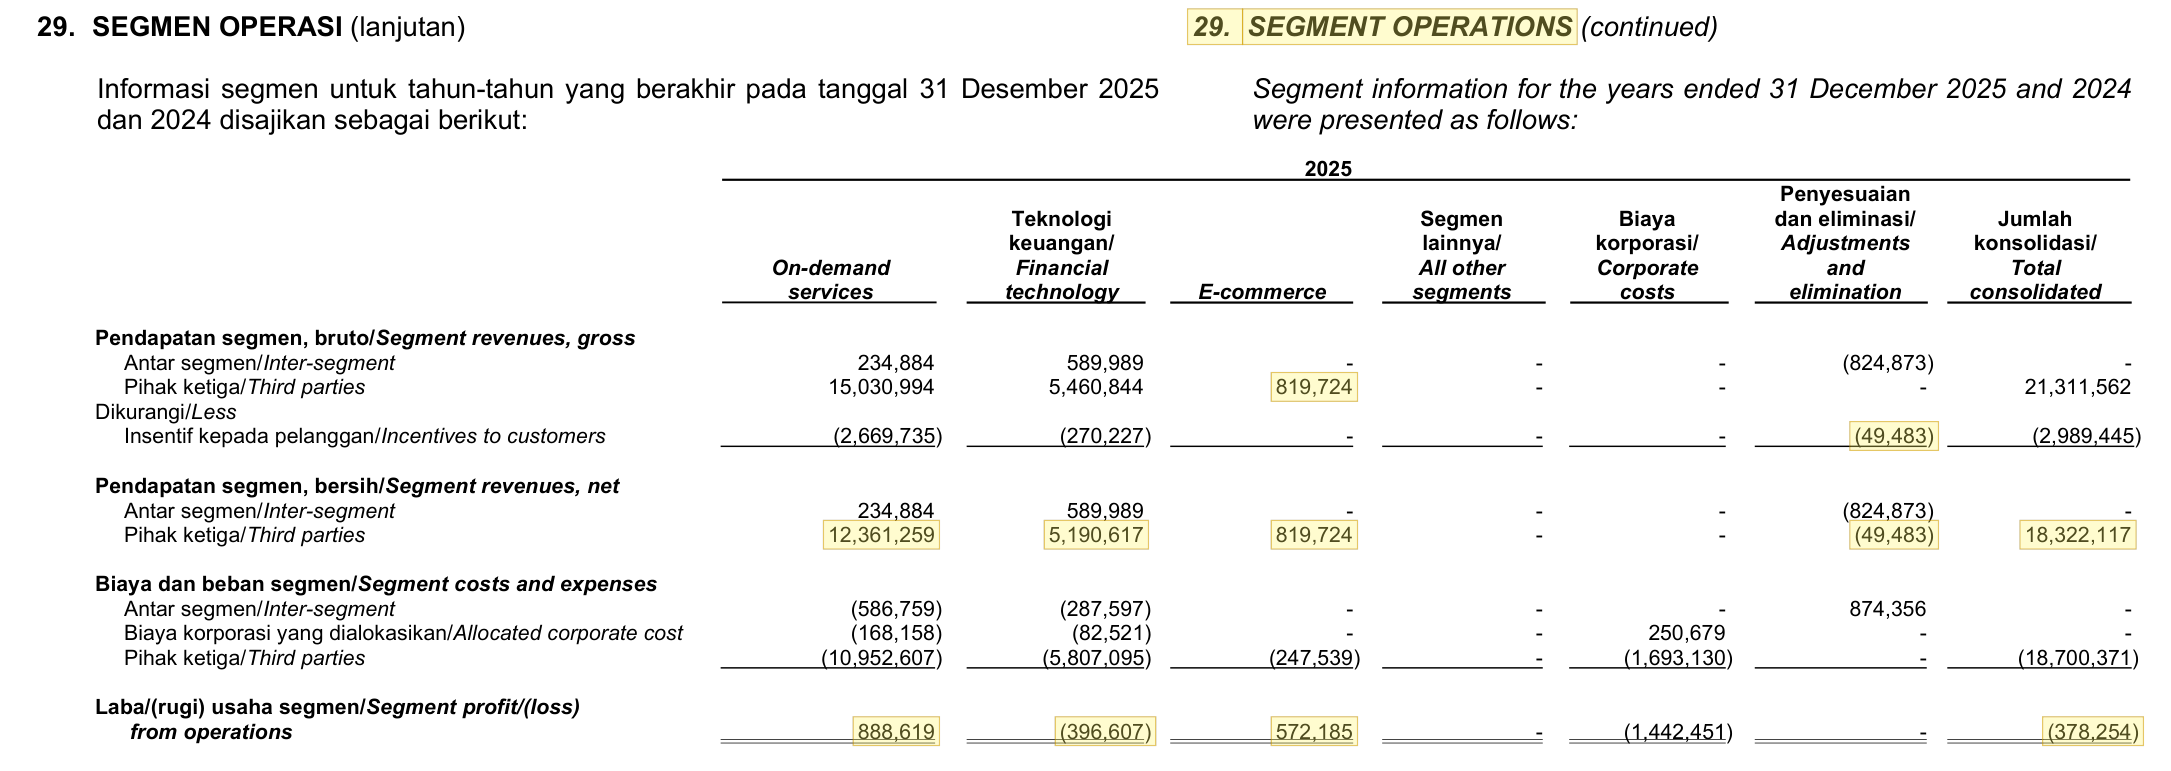 29. SEGMEN OPERASI (lanjutan)
29. SEGMENT OPERATIONS (continued)
Informasi segmen untuk tahun-tahun yang berakhir pada tanggal 31 Desember 2025
dan 2024 disajikan sebagai berikut:
Segment information for the years ended 31 December 2025 and 2024
were presented as follows:
2025
On-demand
services
Teknologi
keuangan/
Financial
technology
E-commerce
Segmen
lainnya/
All other
segments
Biaya
korporasi/
Corporate
costs
Penyesuaian
dan eliminasi/
Adjustments
and
elimination
Jumlah
konsolidasi/
Total
consolidated
Pendapatan segmen, bruto/Segment revenues, gross
Antar segmen/Inter-segment 234,884 589,989 - - - (824,873) -
Pihak ketiga/Third parties 15,030,994 5,460,844 819,724 - - - 21,311,562
Dikurangi/Less
Insentif kepada pelanggan/Incentives to customers (2,669,735) (270,227) - - - (49,483) (2,989,445)
Pendapatan segmen, bersih/Segment revenues, net
Antar segmen/Inter-segment 234,884 589,989 - - - (824,873) -
Pihak ketiga/Third parties 12,361,259 5,190,617 819,724 - - (49,483) 18,322,117
Biaya dan beban segmen/Segment costs and expenses
Antar segmen/Inter-segment (586,759) (287,597) - - - 874,356 -
Biaya korporasi yang dialokasikan/Allocated corporate cost (168,158) (82,521) - - 250,679 - -
Pihak ketiga/Third parties (10,952,607) (5,807,095) (247,539) - (1,693,130) - (18,700,371)
Laba/(rugi) usaha segmen/Segment profit/(loss)
from operations 888,619 (396,607) 572,185 - (1,442,451) - (378,254)